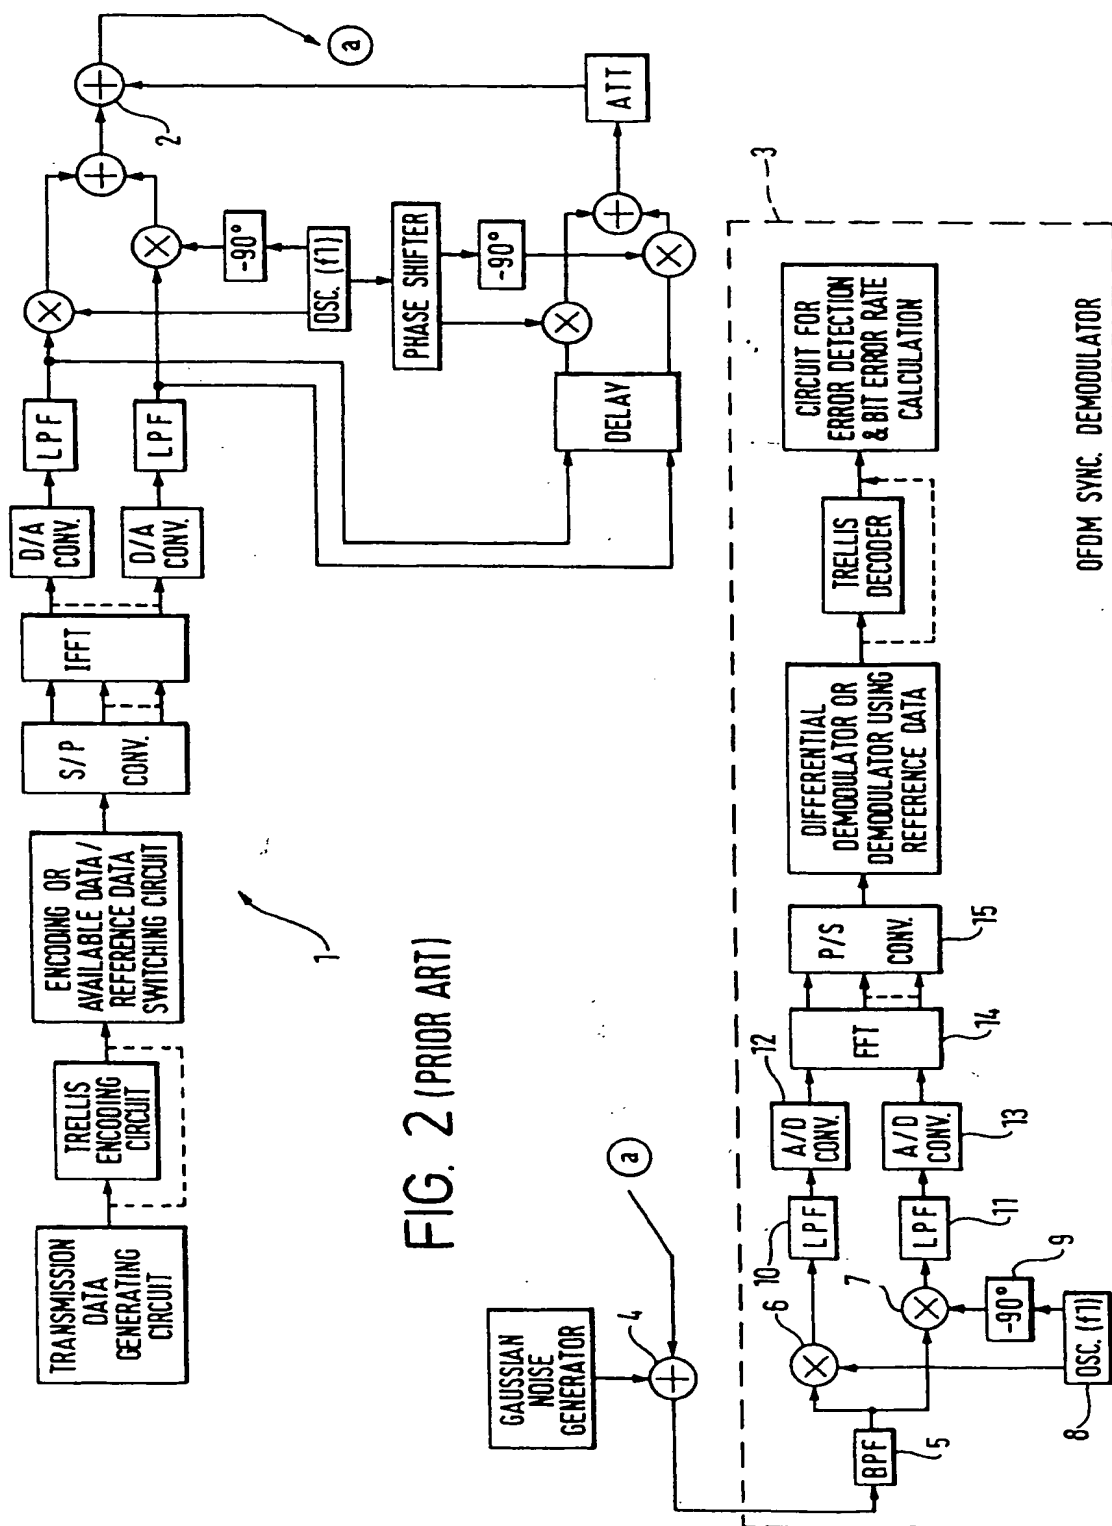 TRANSMISSION
DATA
GENERATING
CIRCUIT
TRELLIS
ENCODING
CIRCUIT
ENCODING OR
AVAILABLE DATA/
REFERENCE DATA
SWITCHING CIRCUIT
S/P
CONV.
IFFT
D/A
CONV.
D/A
CONV.
LPF
LPF
-90°
OSC. (f1)
PHASE SHIFTER
-90°
DELAY
ATT
2
a
1
FIG. 2 (PRIOR ART)
GAUSSIAN
NOISE
GENERATOR
4
a
3
BPF
5
6
7
8
OSC. (f1)
-90°
9
10
LPF
LPF
11
12
A/D
CONV.
A/D
CONV.
13
FFT
14
P/S
CONV.
15
DIFFERENTIAL
DEMODULATOR OR
DEMODULATOR USING
REFERENCE DATA
TRELLIS
DECODER
CIRCUIT FOR
ERROR DETECTION
& BIT ERROR RATE
CALCULATION
OFDM SYNC. DEMODULATOR